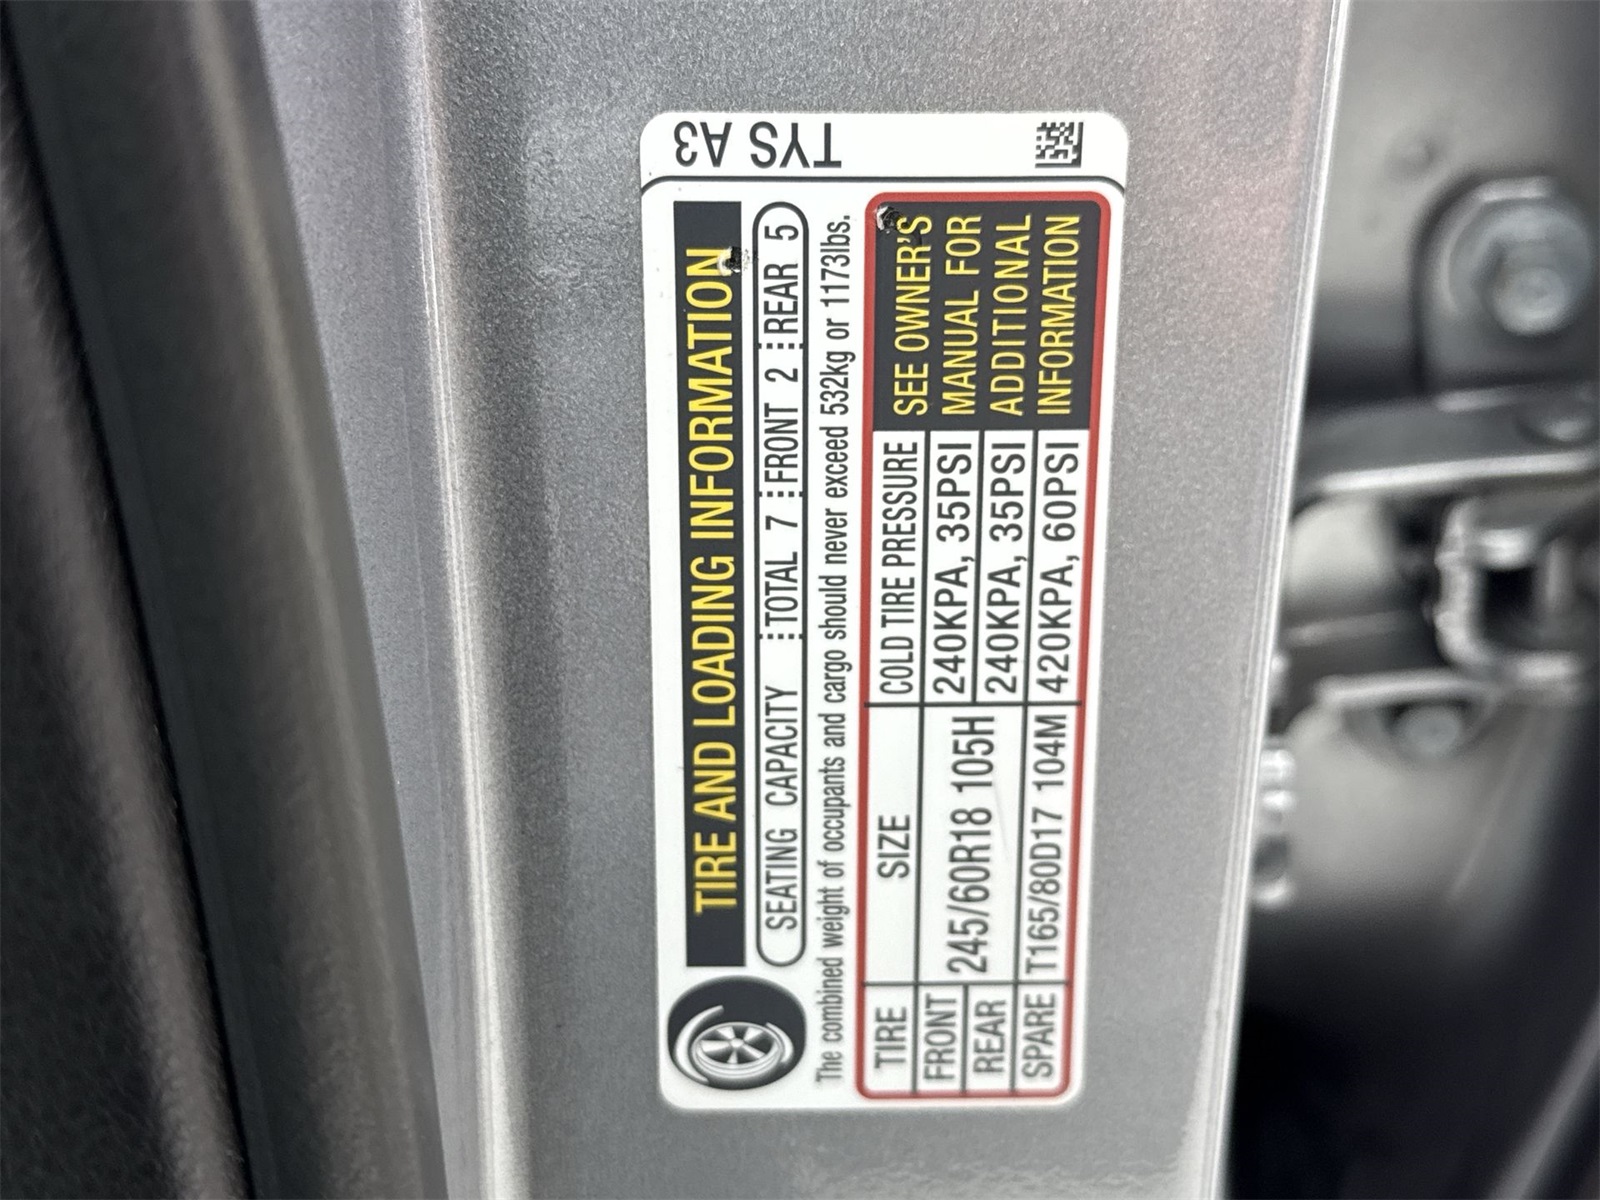 TYS A3
TIRE AND LOADING INFORMATION
SEATING CAPACITY TOTAL 7 FRONT 2 REAR 5
The combined weight of occupants and cargo should never exceed 532kg or 1173lbs.
TIRE SIZE COLD TIRE PRESSURE
FRONT 245/60R18 105H 240KPA, 35PSI
REAR 240KPA, 35PSI
SPARE T165/80D17 104M 420KPA, 60PSI
SEE OWNER'S
MANUAL FOR
ADDITIONAL
INFORMATION